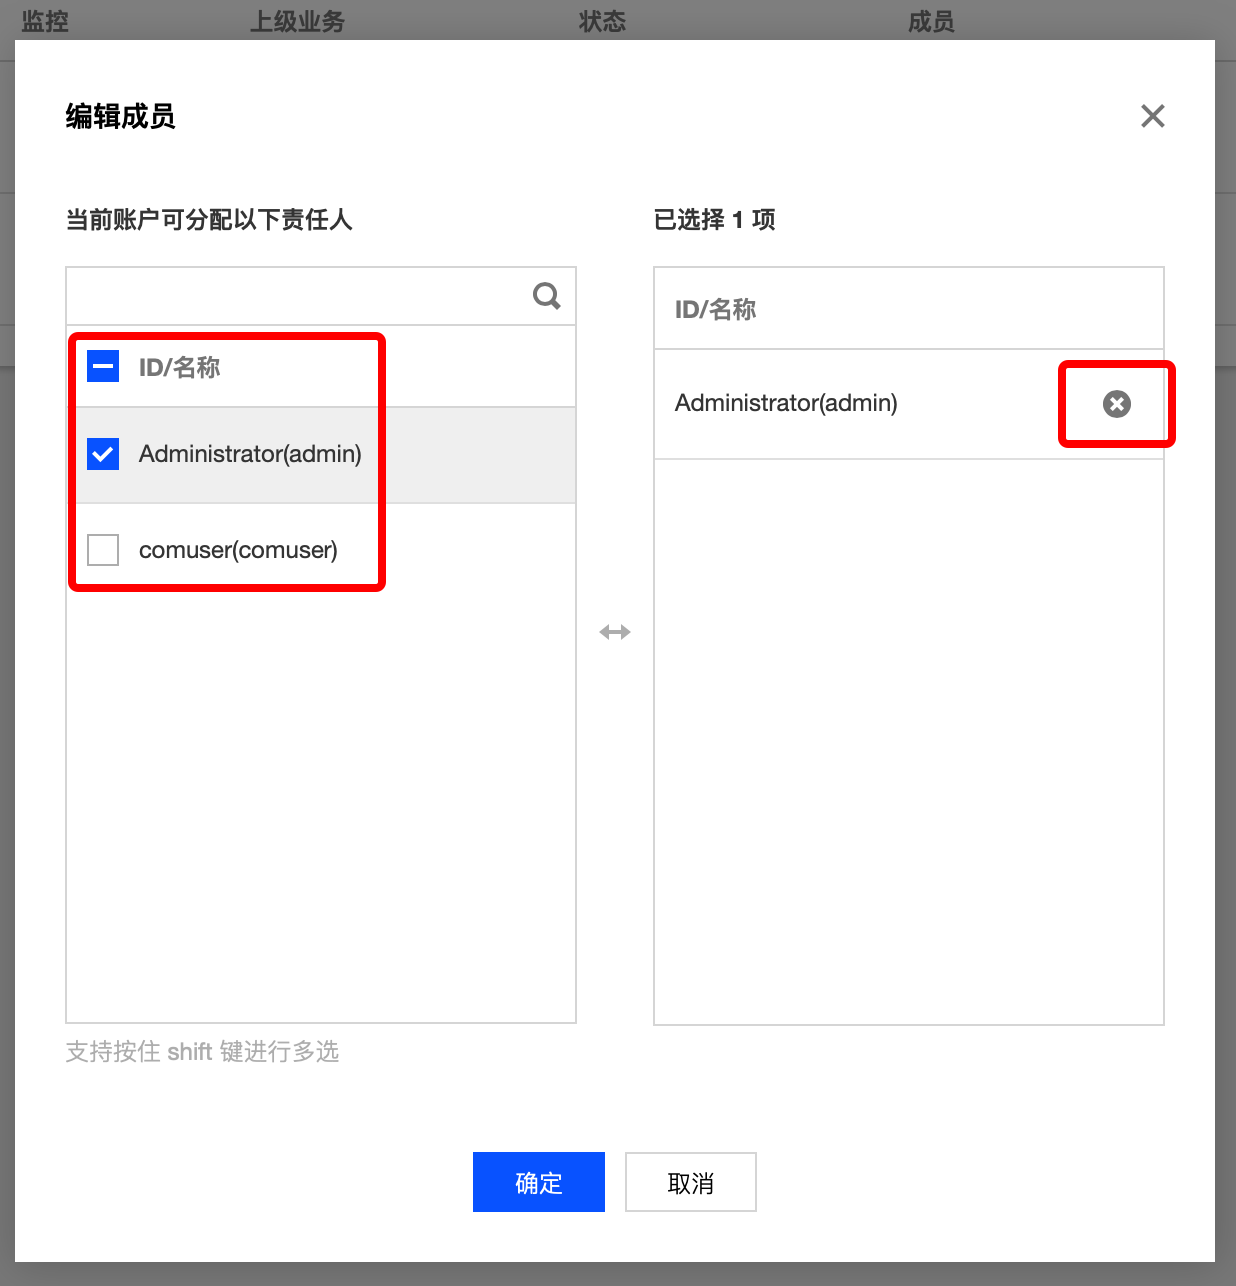 监控 上级业务 状态 成员
编辑成员
当前账户可分配以下责任人
已选择 1 项
ID/名称
Administrator(admin)
comuser(comuser)
ID/名称
Administrator(admin)
支持按住 shift 键进行多选
确定 取消